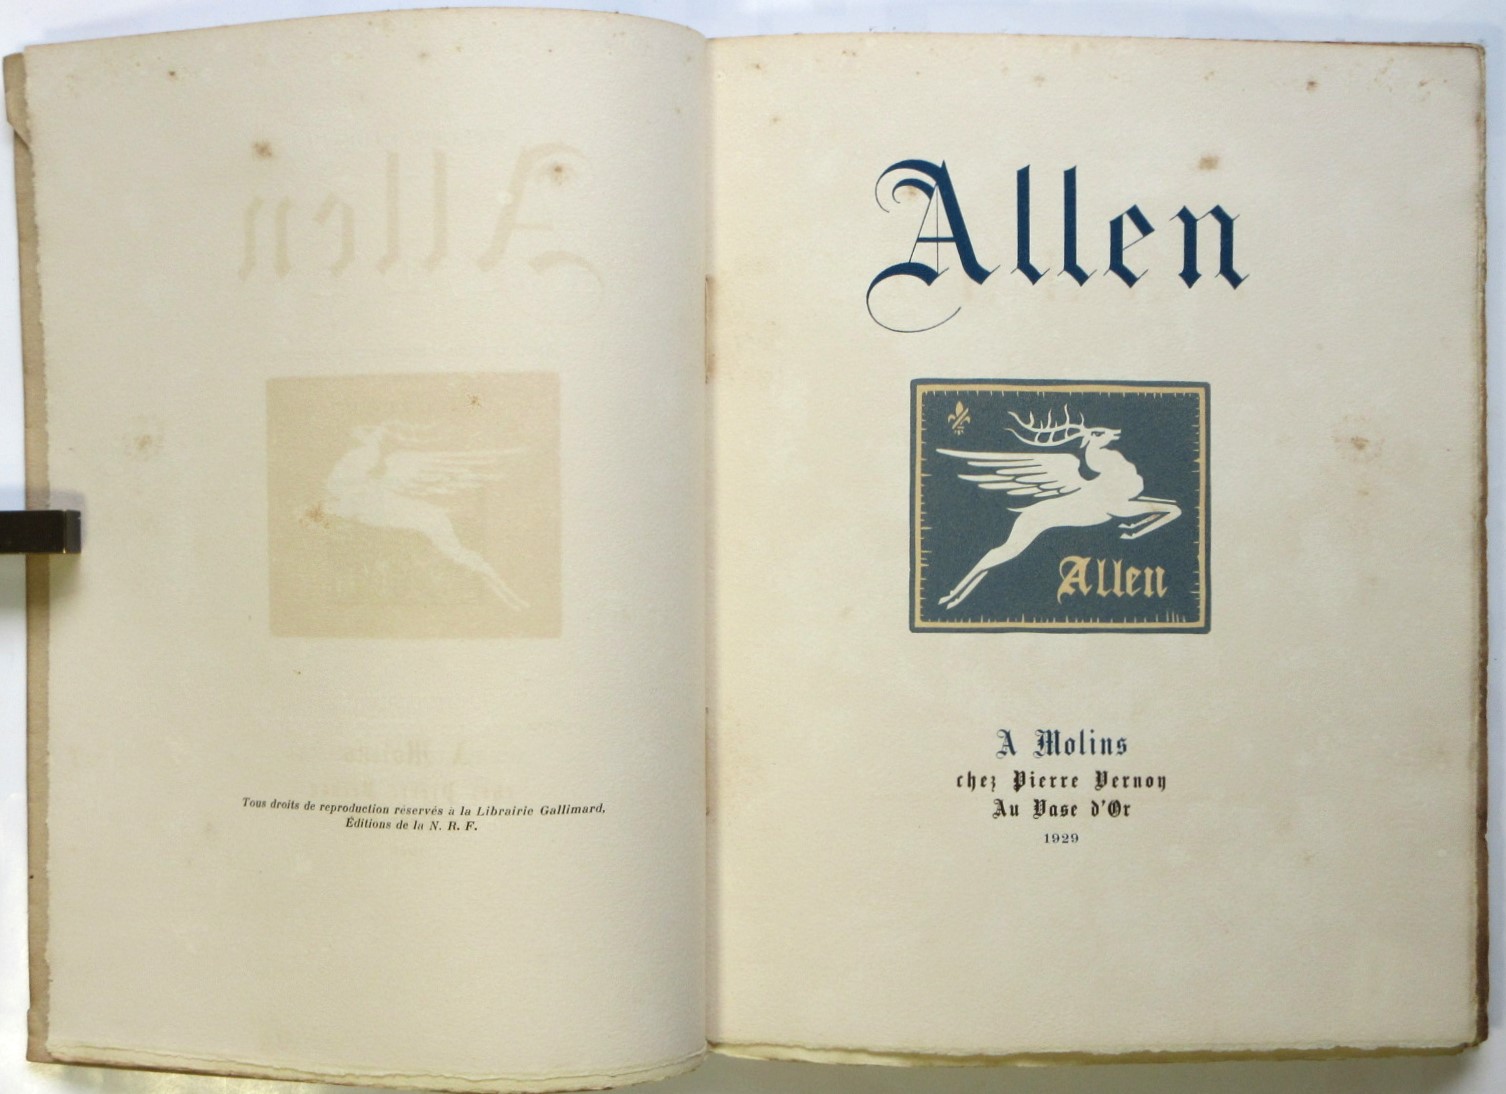 Tous droits de reproduction réservés à la Librairie Gallimard.
Éditions de la N. R. F.
Allen
Allen
A Molins
chez Pierre Vernoy
Au Vase d'Or
1929